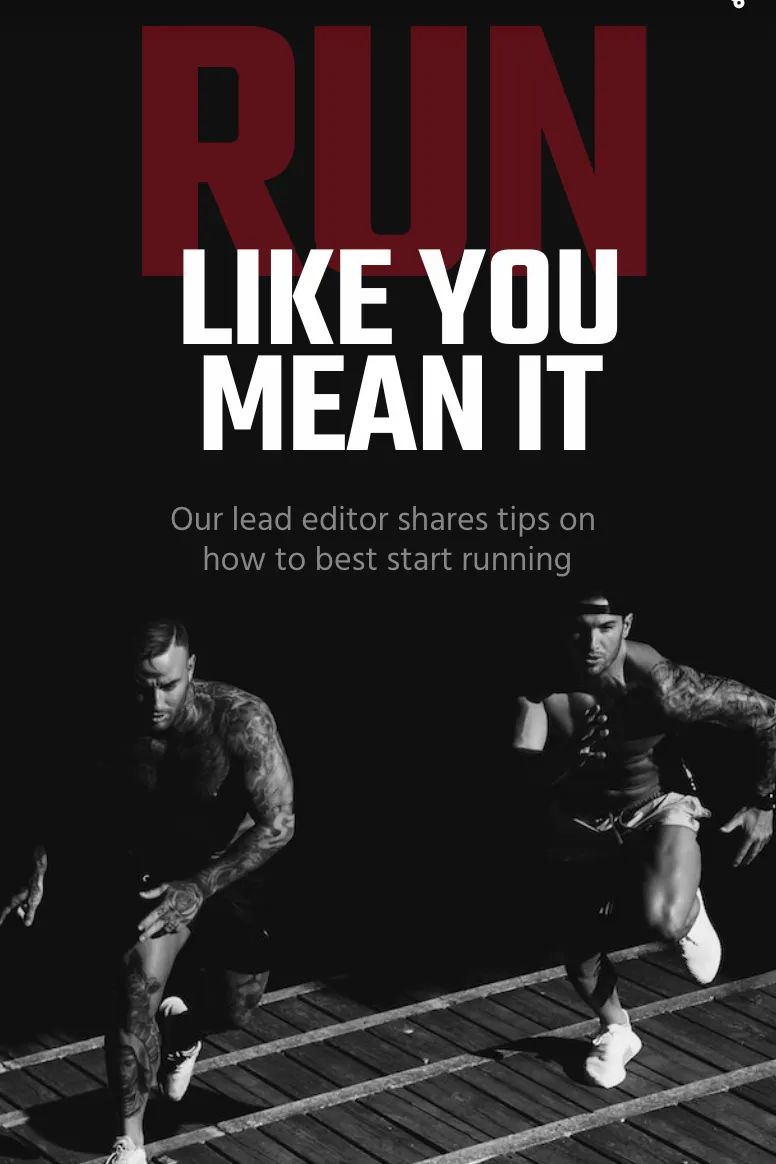 RUN
LIKE YOU
MEAN IT
Our lead editor shares tips on
how to best start running